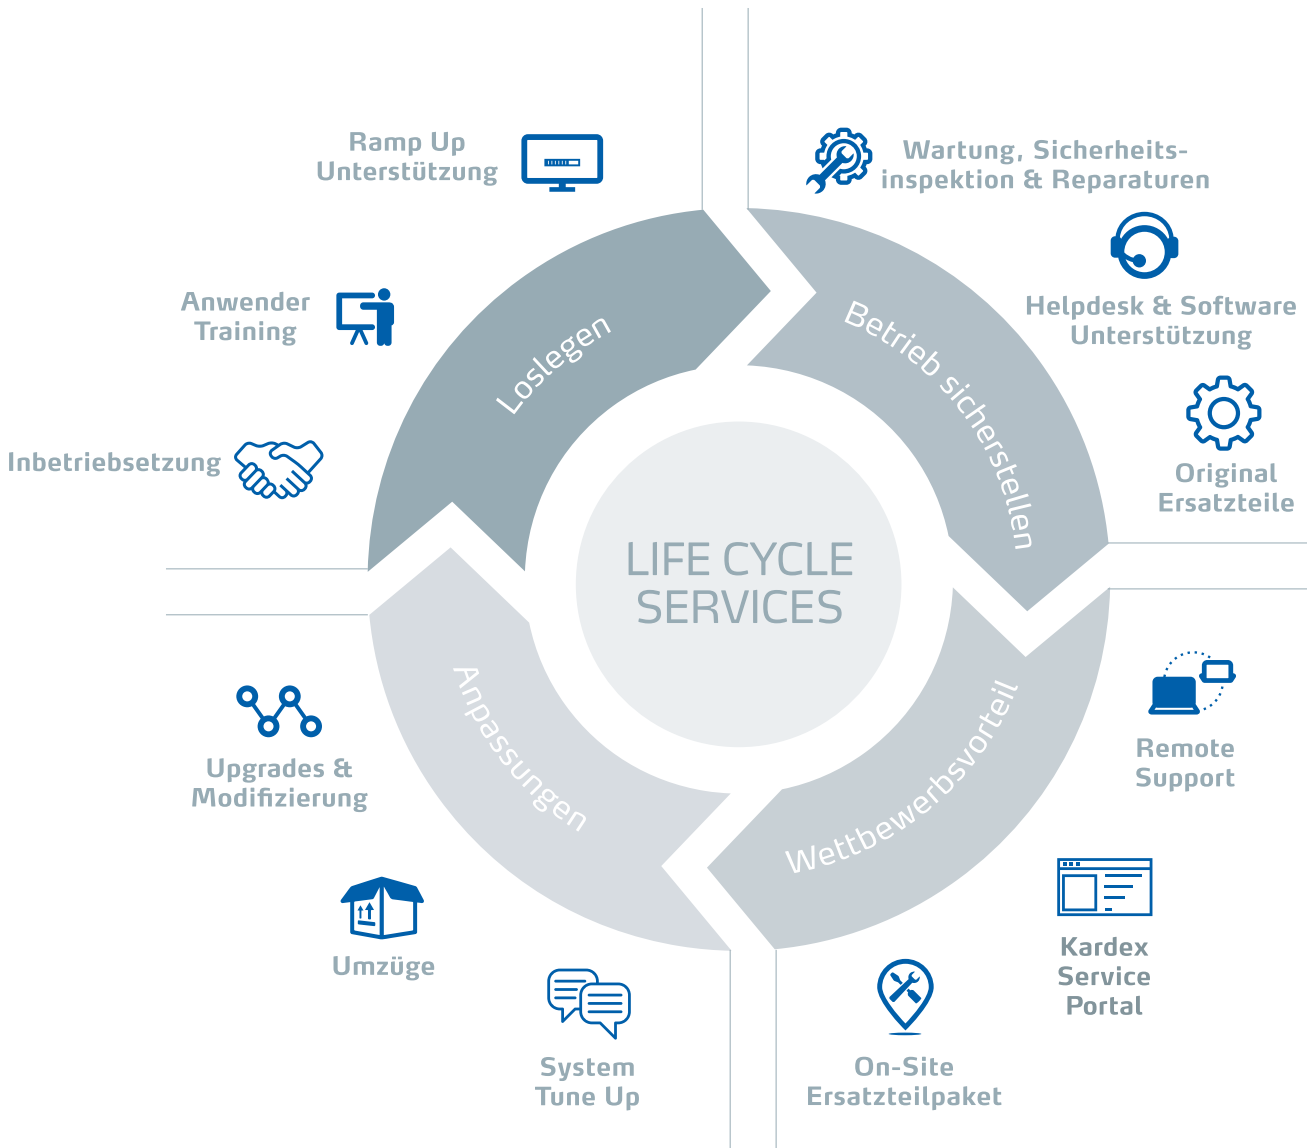 Ramp Up
Unterstützung
Anwender
Training
Inbetriebsetzung
Loslegen
Wartung, Sicherheits-
inspektion & Reparaturen
Helpdesk & Software
Unterstützung
Original
Ersatzteile
Betrieb sicherstellen
LIFE CYCLE
SERVICES
Remote
Support
Kardex
Service
Portal
On-Site
Ersatzteilpaket
Wettbewerbsvorteil
Anpassungen
Upgrades &
Modifizierung
Umzüge
System
Tune Up